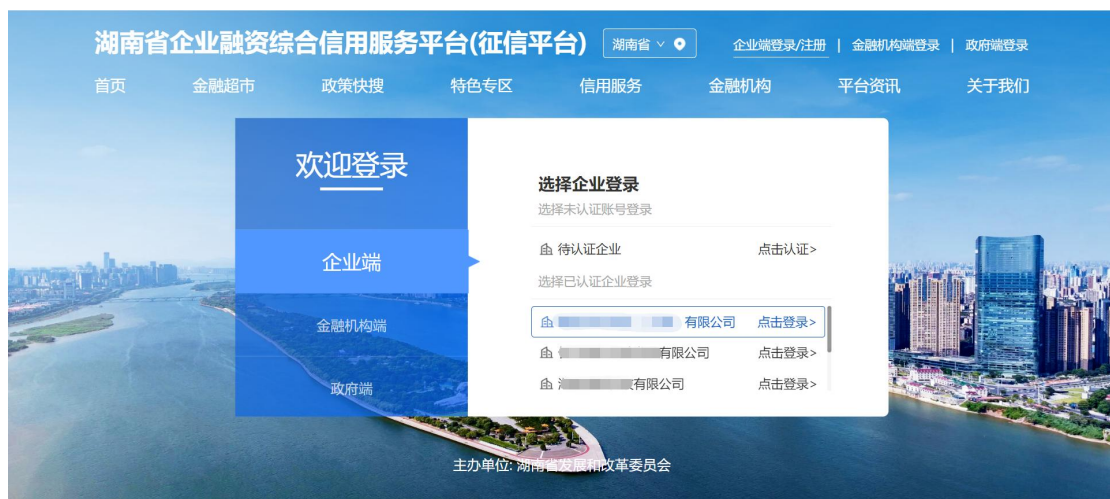 湖南省企业融资综合信用服务平台(征信平台) 湖南省 企业端登录/注册 | 金融机构端登录 | 政府端登录
首页 金融超市 政策快搜 特色专区 信用服务 金融机构 平台资讯 关于我们
欢迎登录
企业端
金融机构端
政府端
选择企业登录
选择未认证账号登录
待认证企业 点击认证>
选择已认证企业登录
有限公司 点击登录>
有限公司 点击登录>
有限公司 点击登录>
主办单位: 湖南省发展和改革委员会